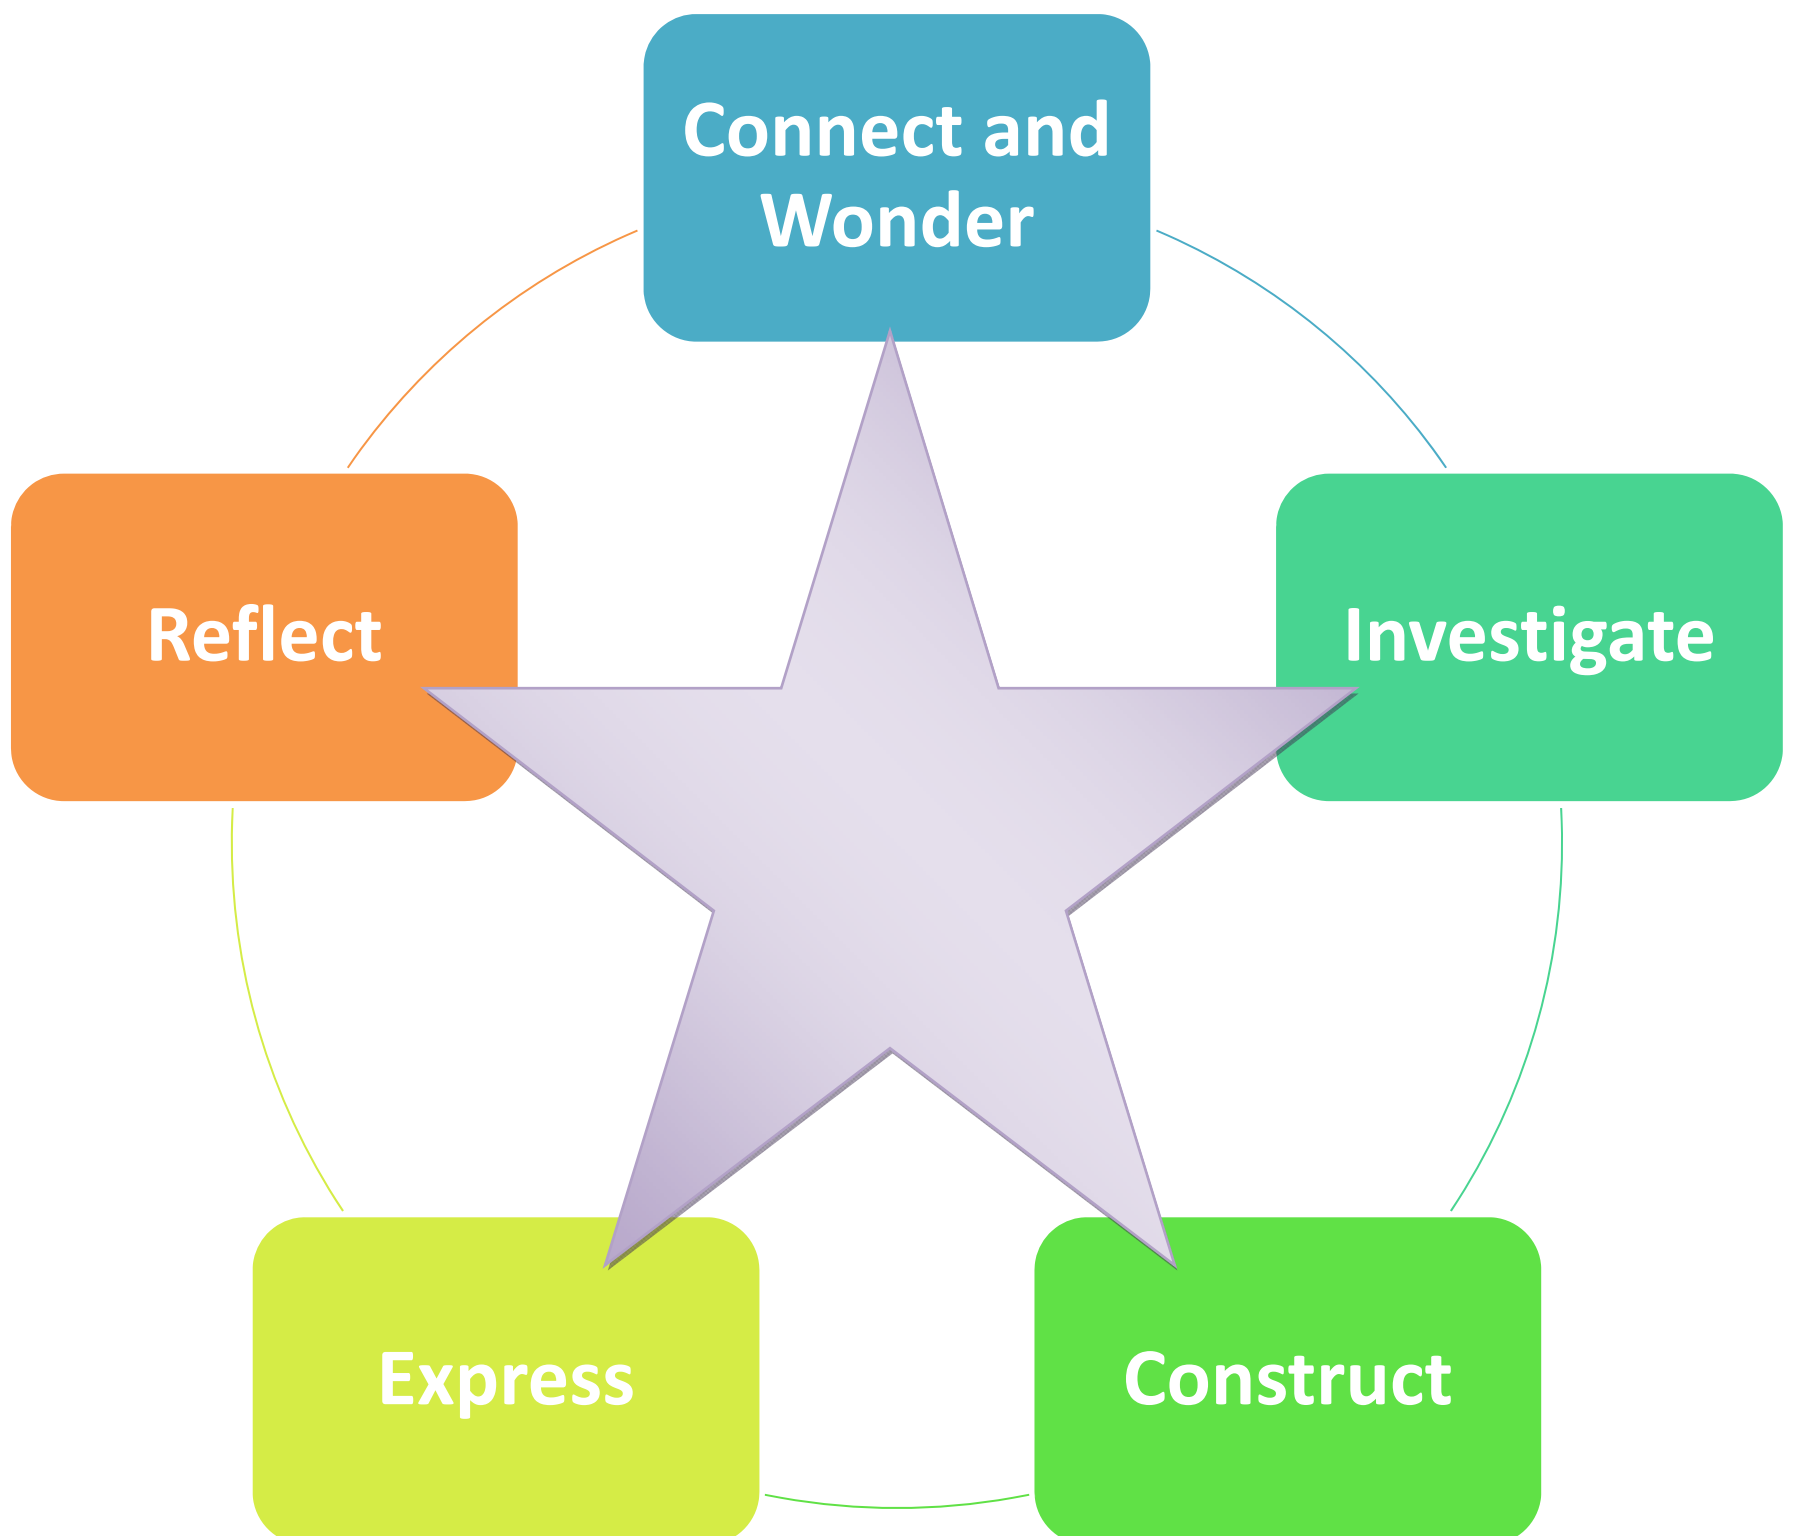 Connect and
Wonder
Reflect
Investigate
Express
Construct